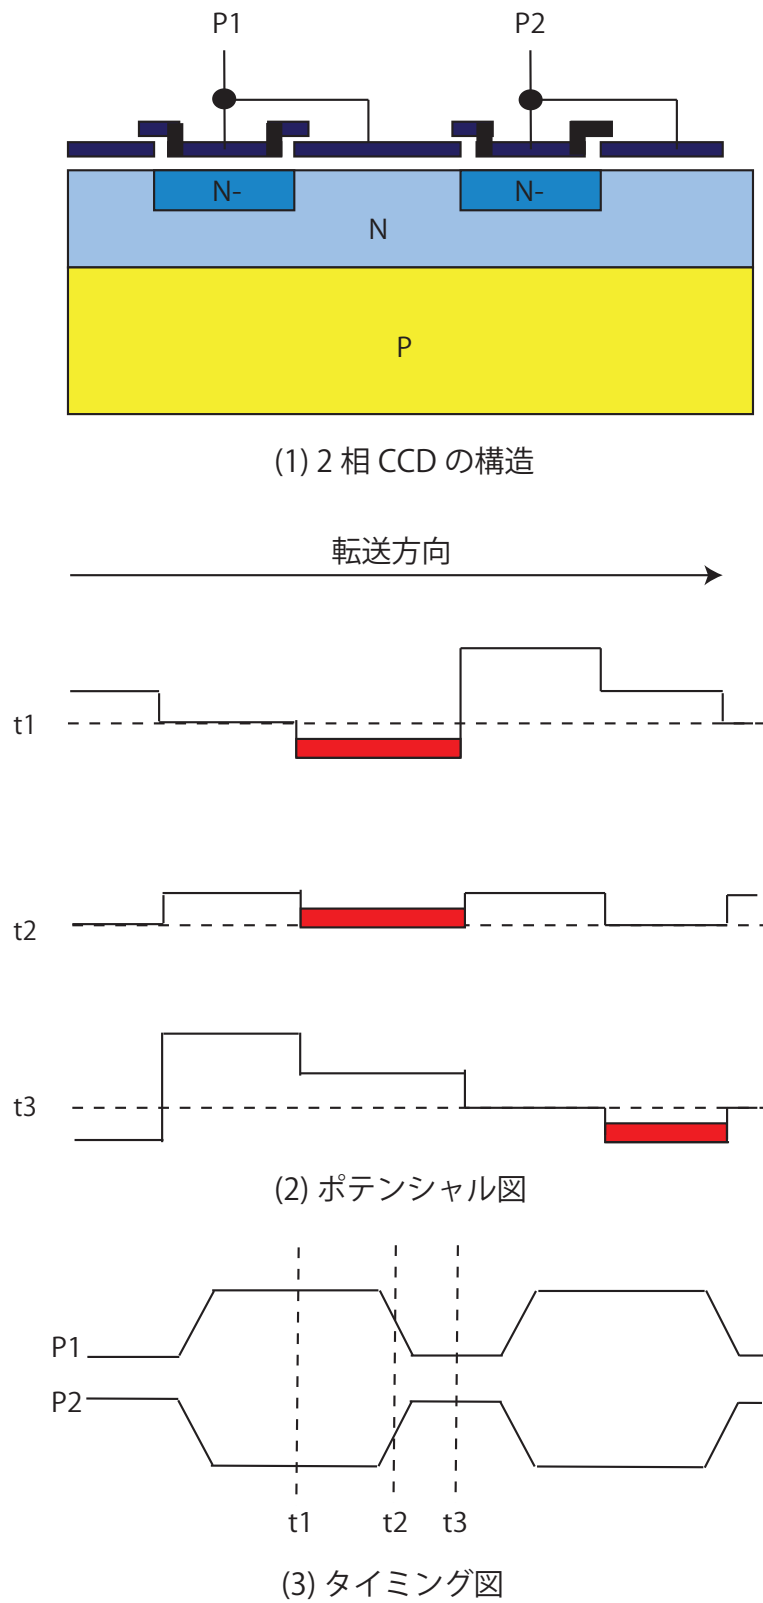 P1 P2
N- N-
N
P
(1) 2 相 CCD の構造
転送方向
t1
t2
t3
(2) ポテンシャル図
P1
P2
t1 t2 t3
(3) タイミング図